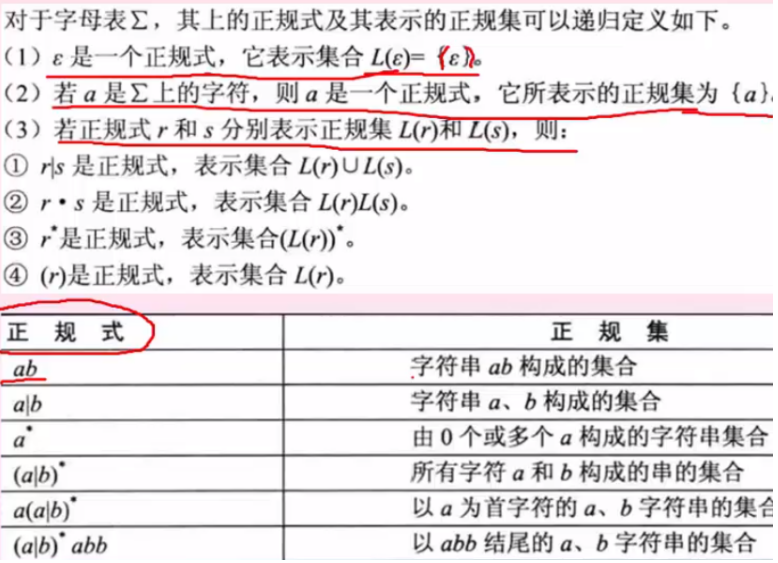 对于字母表Σ，其上的正规式及其表示的正规集可以递归定义如下。
（1）ε 是一个正规式，它表示集合 L(ε)= {ε}。
（2）若 a 是Σ上的字符，则 a 是一个正规式，它所表示的正规集为 {a}。
（3）若正规式 r 和 s 分别表示正规集 L(r)和 L(s)，则：
① r|s 是正规式，表示集合 L(r)∪L(s)。
② r・s 是正规式，表示集合 L(r)L(s)。
③ r*是正规式，表示集合(L(r))*。
④ (r)是正规式，表示集合 L(r)。
正 规 式 正 规 集
ab 字符串 ab 构成的集合
a|b 字符串 a、b 构成的集合
a* 由 0 个或多个 a 构成的字符串集合
(a|b)* 所有字符 a 和 b 构成的串的集合
a(a|b)* 以 a 为首字符的 a、b 字符串的集合
(a|b)* abb 以 abb 结尾的 a、b 字符串的集合